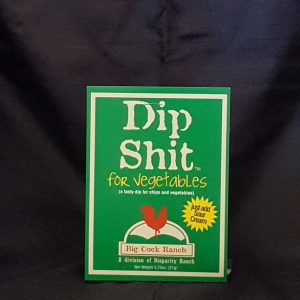 Dip
Shit™
for vegetables
(a tasty dip for chips and vegetables)
just add
Sour
Cream
Big Cock Ranch
A division of Disparity Ranch
Net Weight 0.75oz. (21g)